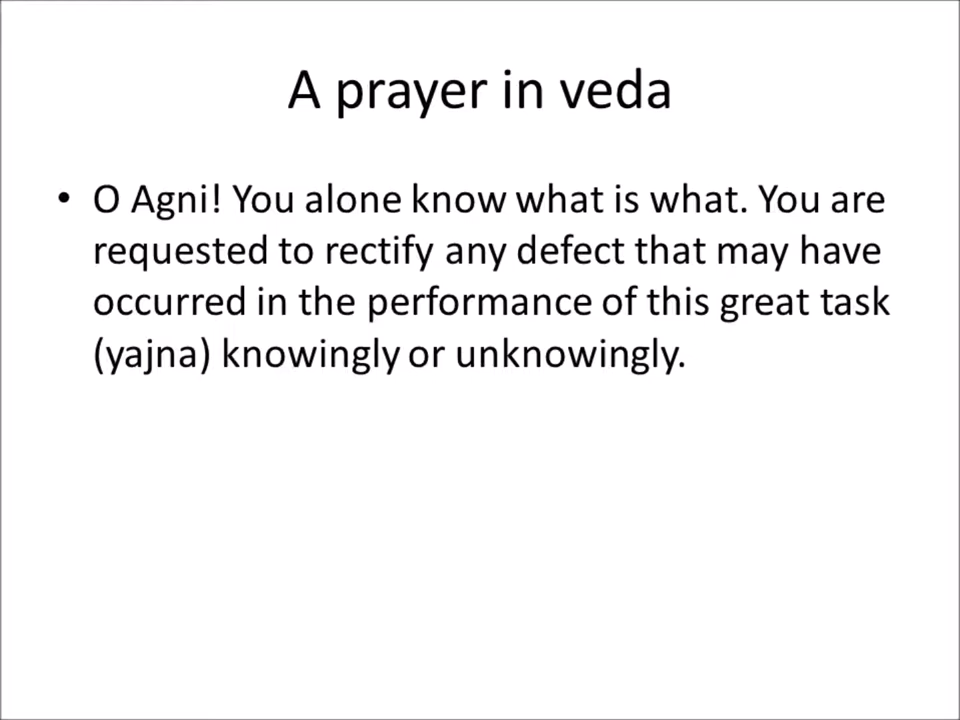 A prayer in veda
• O Agni! You alone know what is what. You are
requested to rectify any defect that may have
occurred in the performance of this great task
(yajna) knowingly or unknowingly.